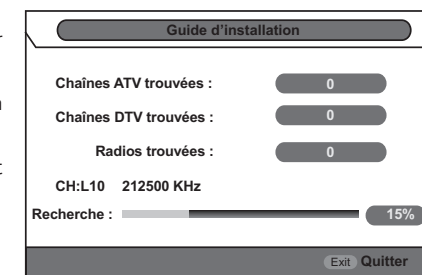 Guide d'installation
Chaînes ATV trouvées : 0
Chaînes DTV trouvées : 0
Radios trouvées : 0
CH:L10 212500 KHz
Recherche : 15%
Exit Quitter